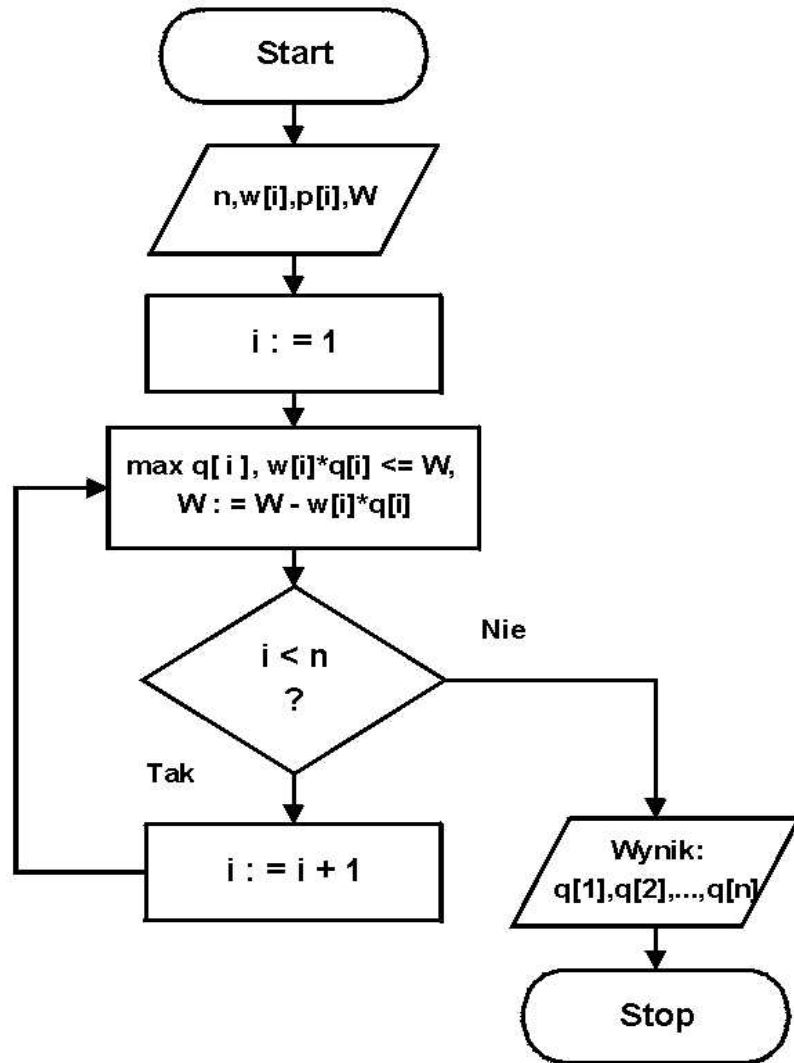 Start
n,w[i],p[i],W
i : = 1
max q[ i ], w[i]*q[i] <= W,
W : = W - w[i]*q[i]
i < n
?
Nie
Tak
i : = i + 1
Wynik:
q[1],q[2],...,q[n]
Stop